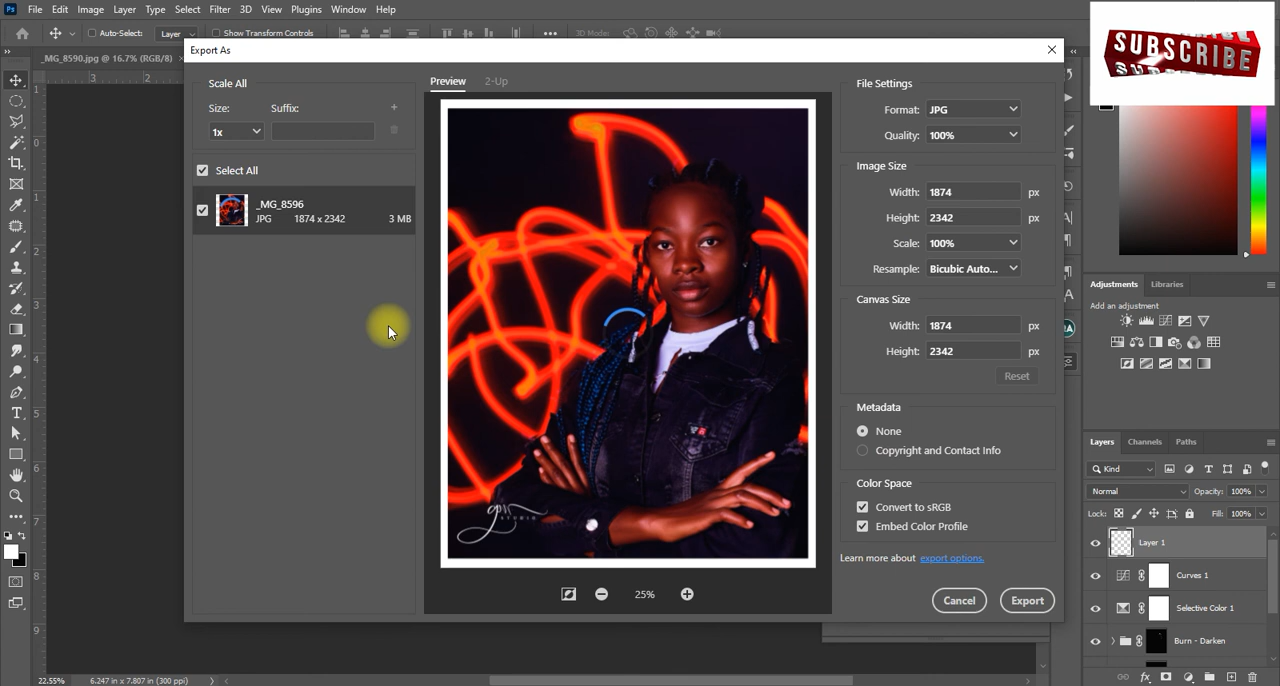 Ps File Edit Image Layer Type Select Filter 3D View Plugins Window Help
Auto-Select: Layer Show Transform Controls 3D Mode:
SUBSCRIBE
_MG_8590.jpg @ 16.7% (RGB/8)
Export As
Scale All
Size: Suffix:
1x
Select All
_MG_8596
JPG 1874 x 2342 3 MB
Preview 2-Up
gm
STUDIO
25%
File Settings
Format: JPG
Quality: 100%
Image Size
Width: 1874 px
Height: 2342 px
Scale: 100%
Resample: Bicubic Auto...
Canvas Size
Width: 1874 px
Height: 2342 px
Reset
Metadata
None
Copyright and Contact Info
Color Space
Convert to sRGB
Embed Color Profile
Learn more about export options.
Cancel Export
Adjustments Libraries
Add an adjustment
Layers Channels Paths
Kind
Normal Opacity: 100%
Lock: Fill: 100%
Layer 1
Curves 1
Selective Color 1
Burn - Darken
22.55% 6.247 in x 7.807 in (300 ppi)